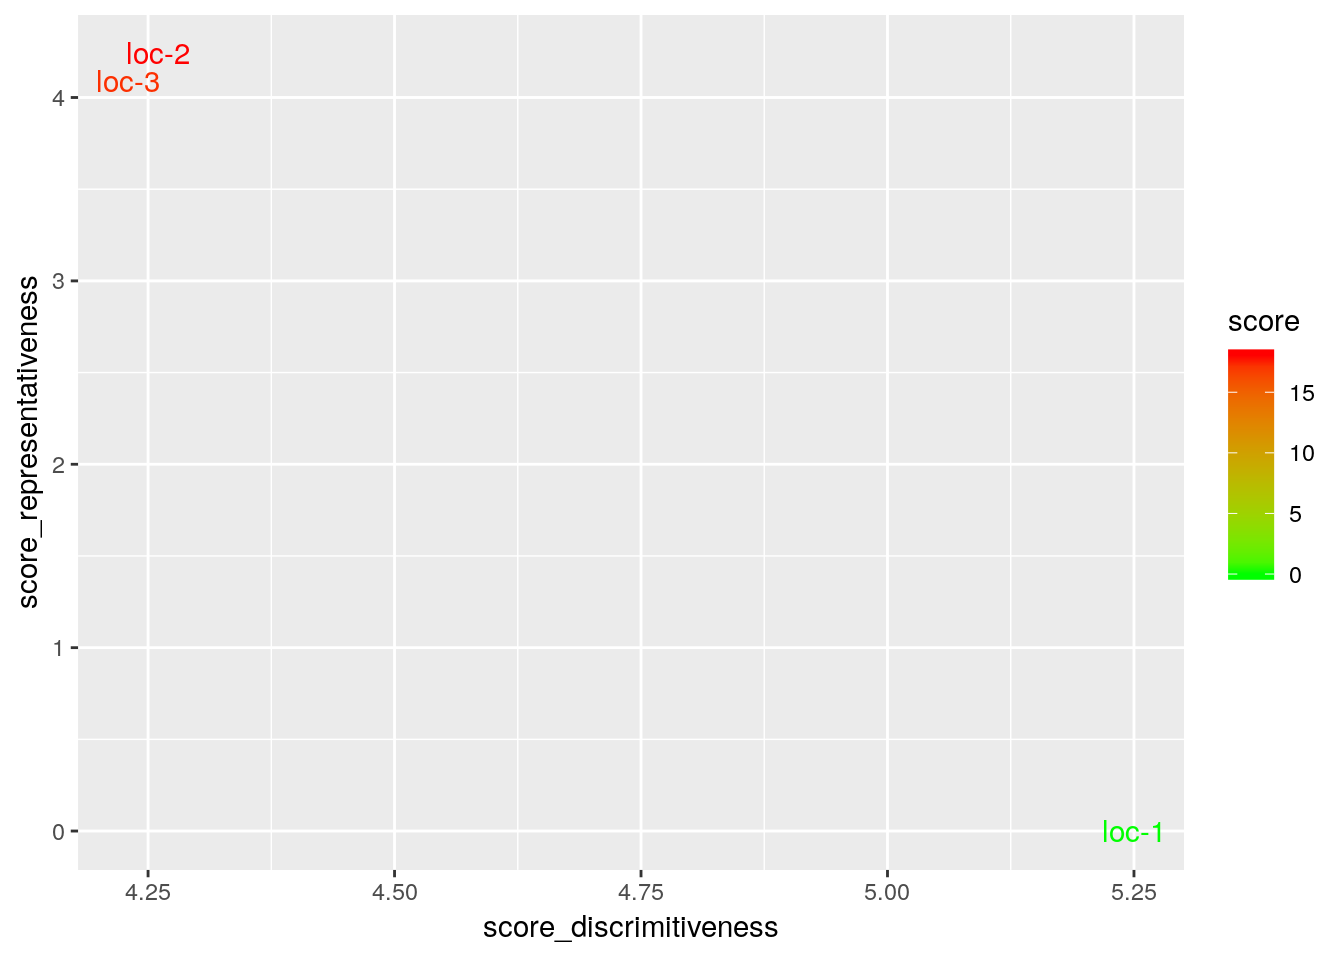 loc-2
loc-3
loc-1
4
3
2
1
0
4.25 4.50 4.75 5.00 5.25
score_discrimitiveness
score_representativeness
score
15
10
5
0